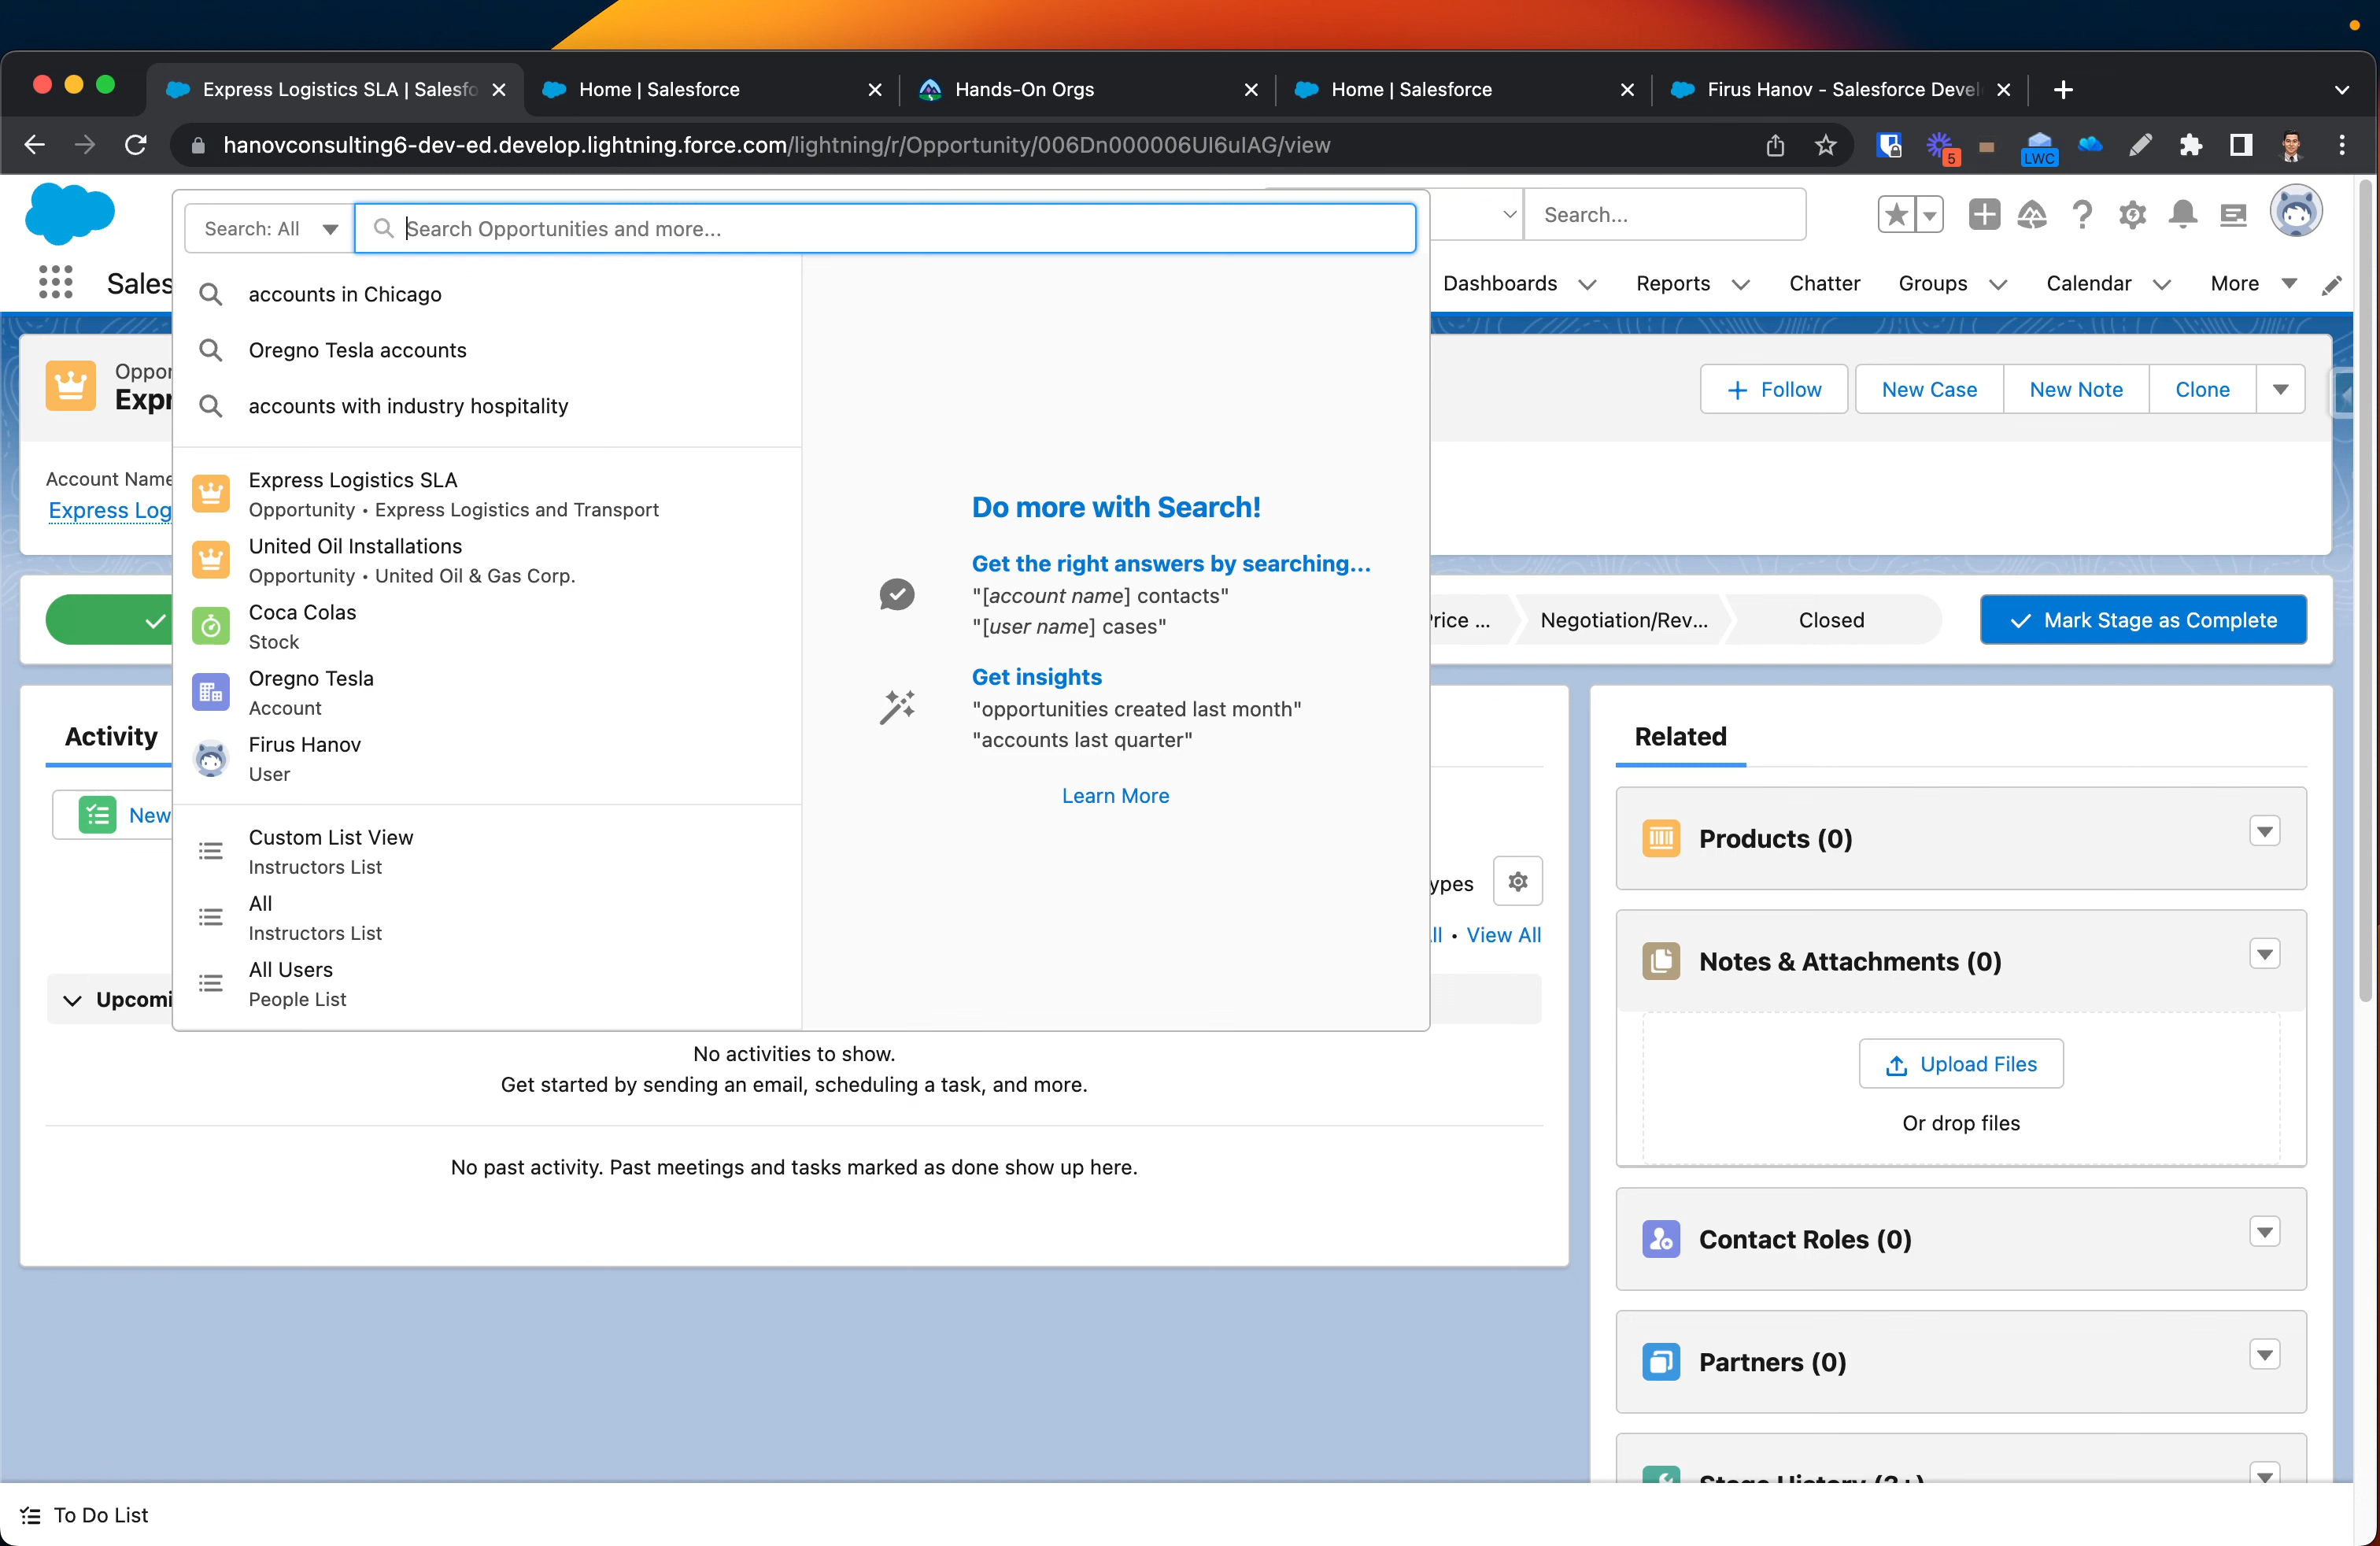 Express Logistics SLA | Salesfo
Home | Salesforce
Hands-On Orgs
Home | Salesforce
Firus Hanov - Salesforce Devel
hanovconsulting6-dev-ed.develop.lightning.force.com/lightning/r/Opportunity/006Dn000006UI6uIAG/view
5
LWC
Search: All
Search Opportunities and more...
Search...
Sales
Dashboards
Reports
Chatter
Groups
Calendar
More
accounts in Chicago
Oregno Tesla accounts
accounts with industry hospitality
Oppor
Expr
Follow
New Case
New Note
Clone
Account Name
Express Log
Express Logistics SLA
Opportunity • Express Logistics and Transport
United Oil Installations
Opportunity • United Oil & Gas Corp.
Coca Colas
Stock
Oregno Tesla
Account
Firus Hanov
User
Custom List View
Instructors List
All
Instructors List
All Users
People List
Do more with Search!
Get the right answers by searching...
"[account name] contacts"
"[user name] cases"
Get insights
"opportunities created last month"
"accounts last quarter"
Learn More
rice ...
Negotiation/Rev...
Closed
Mark Stage as Complete
Activity
New
ypes
ll • View All
Upcomi
No activities to show.
Get started by sending an email, scheduling a task, and more.
No past activity. Past meetings and tasks marked as done show up here.
Related
Products (0)
Notes & Attachments (0)
Upload Files
Or drop files
Contact Roles (0)
Partners (0)
Stage History (3+)
To Do List